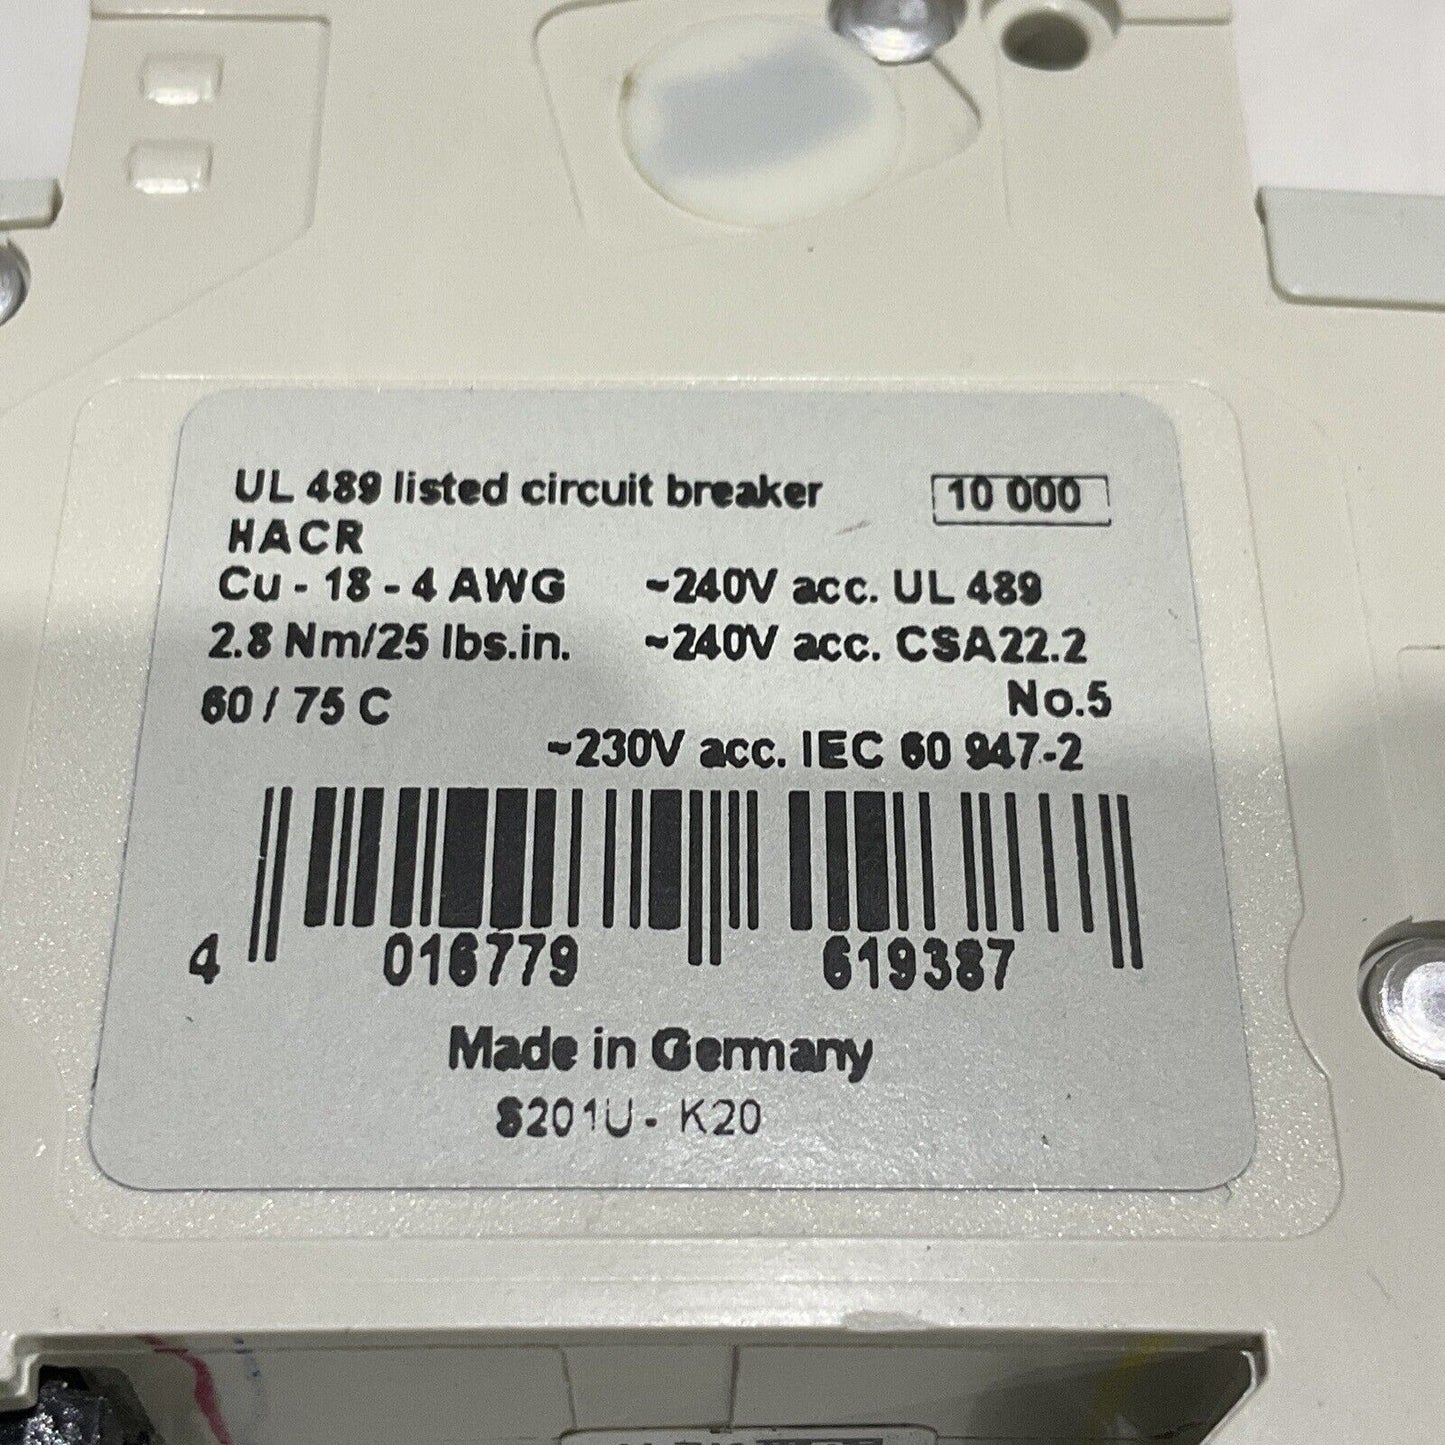 UL 489 listed circuit breaker
10 000
HACR
Cu - 18 - 4 AWG ~240V acc. UL 489
2.8 Nm/25 lbs.in. ~240V acc. CSA22.2
60 / 75 C No.5
~230V acc. IEC 60 947-2
4 016779 619387
Made in Germany
S201U - K20